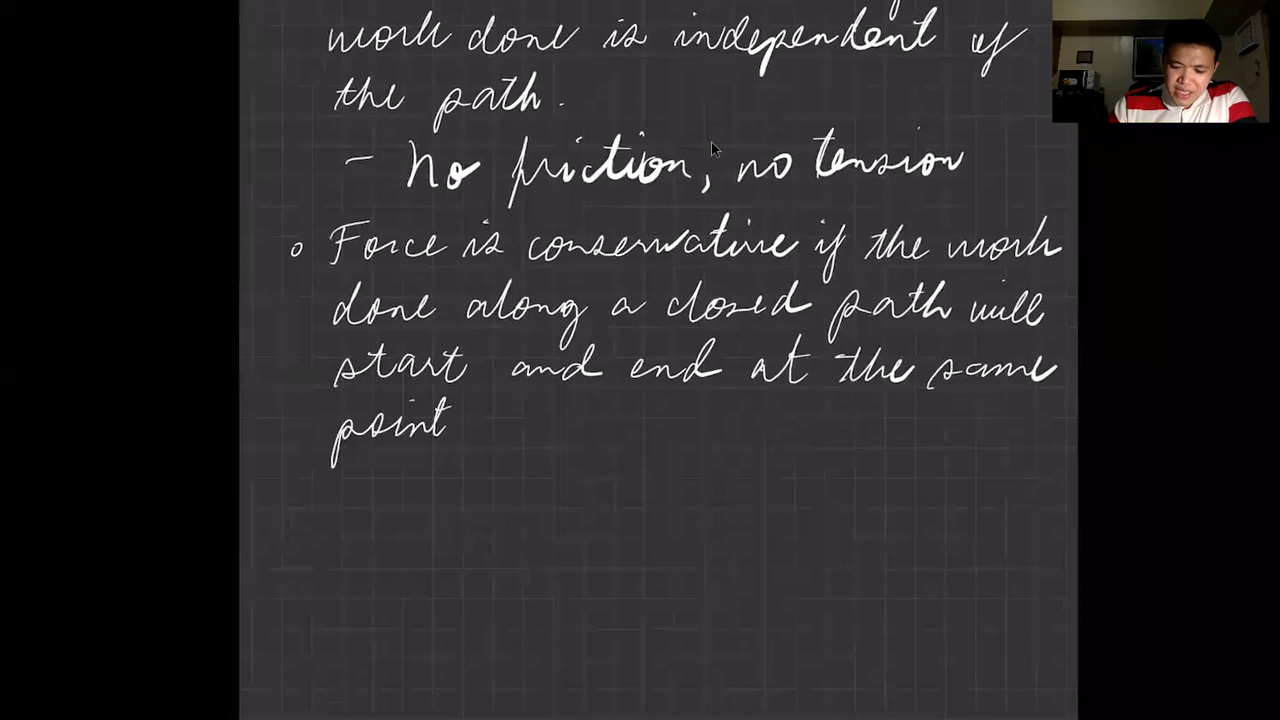 work done is independent of
the path.
- No friction, no tension
o Force is conservative if the work
done along a closed path will
start and end at the same
point